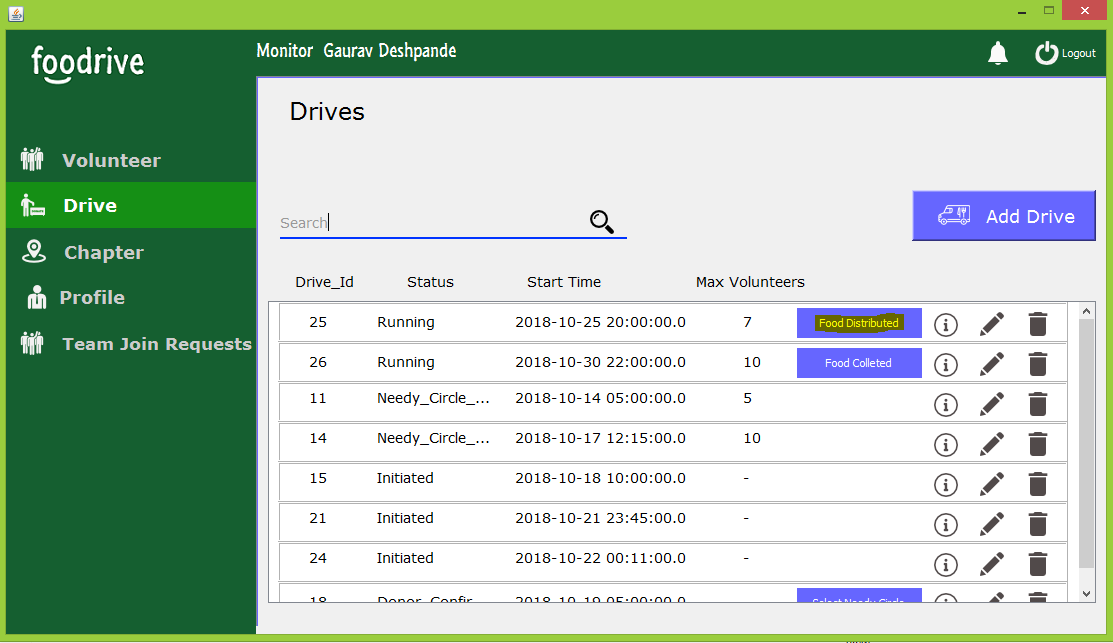 foodrive
Monitor Gaurav Deshpande
Logout
Volunteer
Drive
Chapter
Profile
Team Join Requests
Drives
Search
Add Drive
Drive_Id Status Start Time Max Volunteers
25 Running 2018-10-25 20:00:00.0 7 Food Distributed
26 Running 2018-10-30 22:00:00.0 10 Food Colleted
11 Needy_Circle_... 2018-10-14 05:00:00.0 5
14 Needy_Circle_... 2018-10-17 12:15:00.0 10
15 Initiated 2018-10-18 10:00:00.0 -
21 Initiated 2018-10-21 23:45:00.0 -
24 Initiated 2018-10-22 00:11:00.0 -
18 Donor_Confir 2018-10-19 05:00:00.0 Select Needy Circle